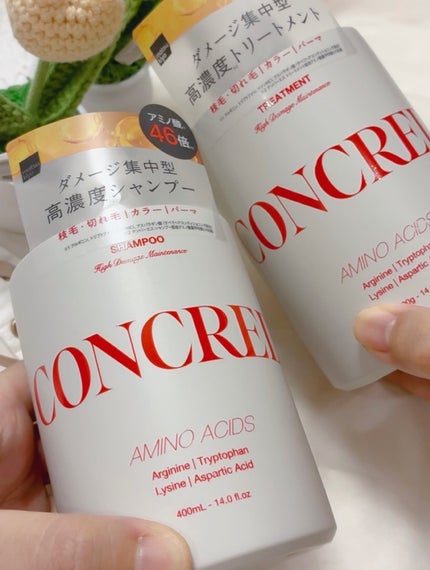 アミノ酸
46倍
ダメージ集中型
高濃度シャンプー
枝毛・切れ毛|カラー|パーマ
SHAMPOO
High Damage Maintenance
CONCRE
AMINO ACIDS
Arginine | Tryptophan
Lysine | Aspartic Acid
400mL - 14.0 fl.oz
ダメージ集中型
高濃度トリートメント
枝毛・切れ毛|カラー|パーマ
TREATMENT
High Damage Maintenance
CONCRE
AMINO ACIDS
Arginine | Tryptoph
Lysine | Aspartic
0g - 14.